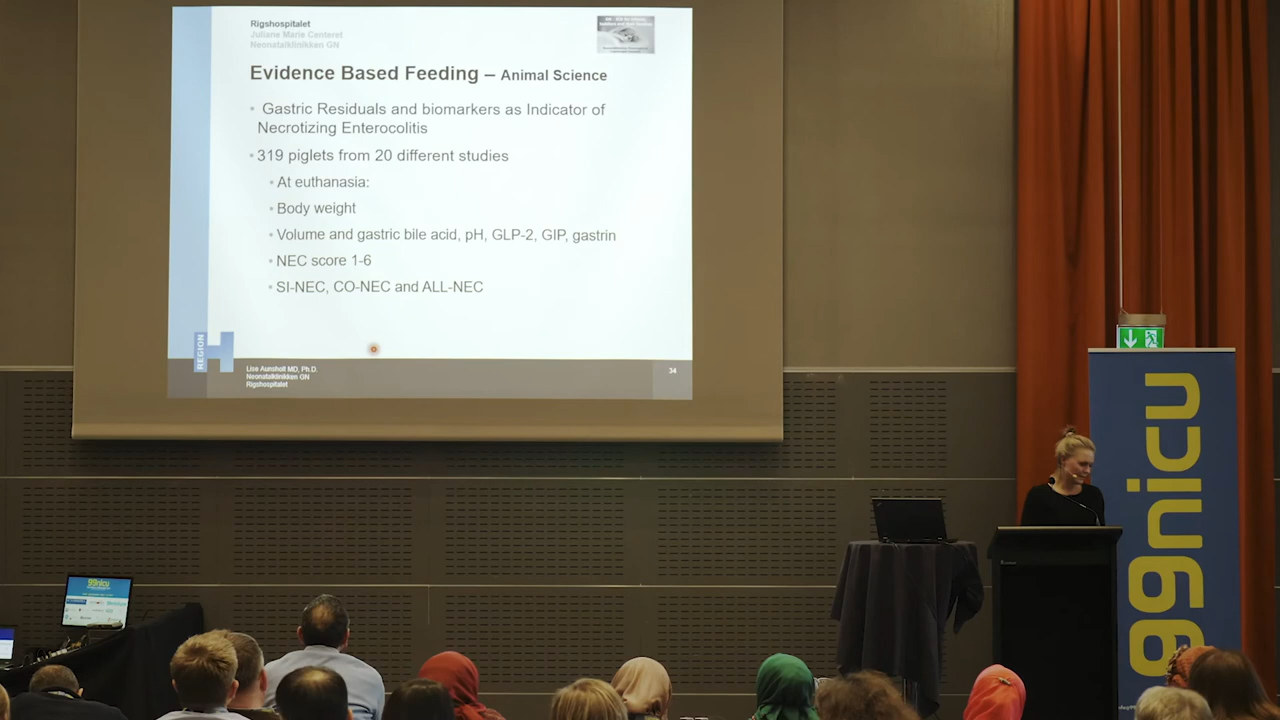 Rigshospitalet
Juliane Marie Centeret
Neonatalklinikken GN
Evidence Based Feeding – Animal Science
• Gastric Residuals and biomarkers as Indicator of
Necrotizing Enterocolitis
• 319 piglets from 20 different studies
• At euthanasia:
• Body weight
• Volume and gastric bile acid, pH, GLP-2, GIP, gastrin
• NEC score 1-6
• SI-NEC, CO-NEC and ALL-NEC
REGION
H
Lise Aunsholt MD, Ph.D.
Neonatalklinikken GN
Rigshospitalet
34
99nicu
99nicu